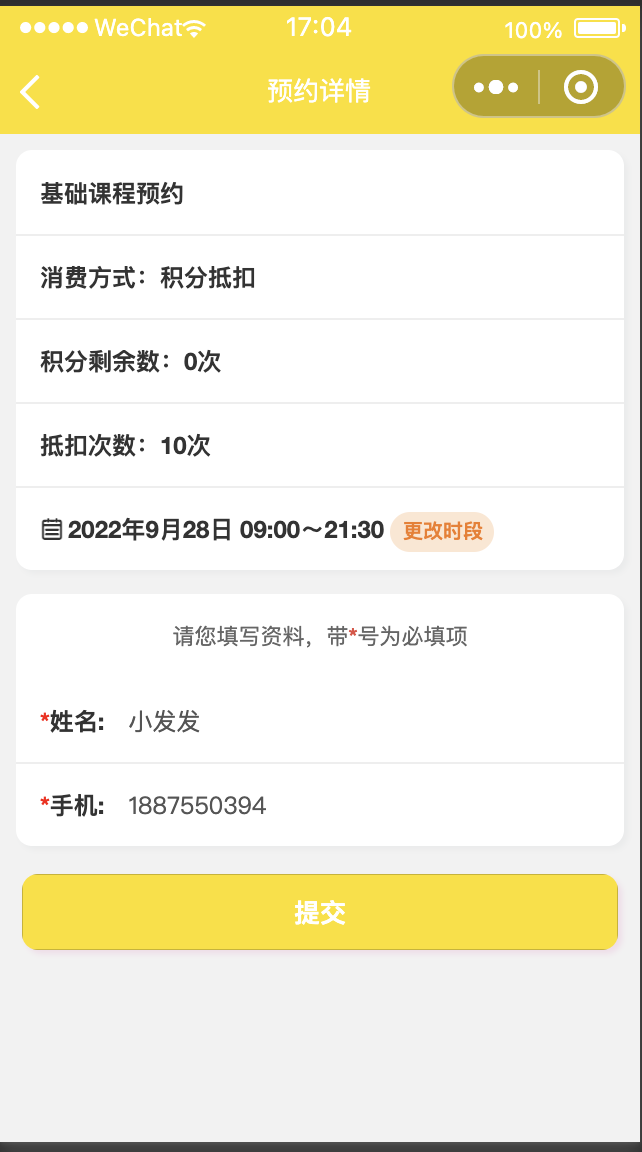 WeChat 17:04 100%
预约详情
基础课程预约
消费方式：积分抵扣
积分剩余数：0次
抵扣次数：10次
2022年9月28日 09:00～21:30 更改时段
请您填写资料，带*号为必填项
*姓名: 小发发
*手机: 1887550394
提交